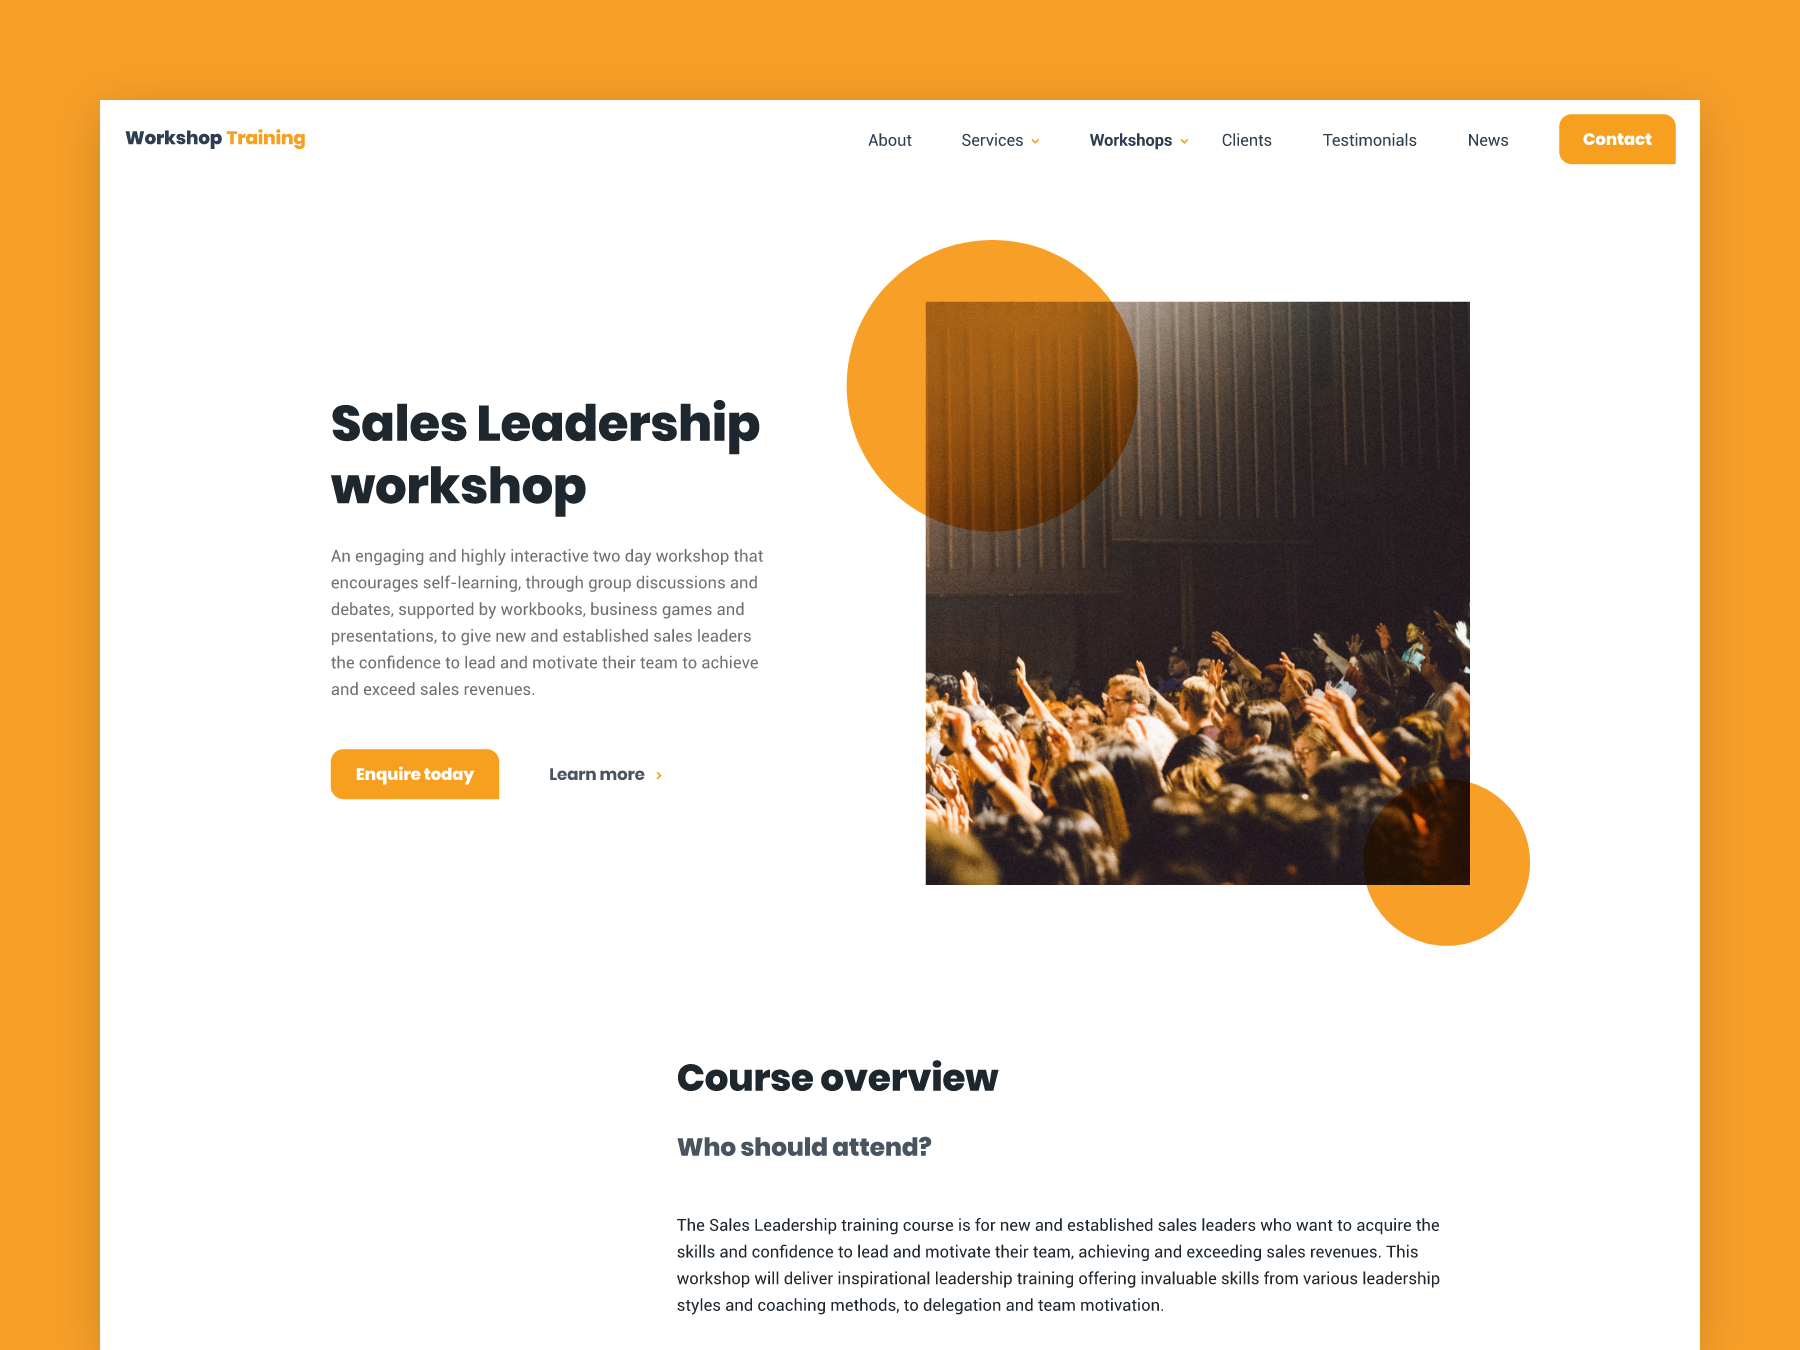 Workshop Training
About Services Workshops Clients Testimonials News Contact
Sales Leadership
workshop
An engaging and highly interactive two day workshop that
encourages self-learning, through group discussions and
debates, supported by workbooks, business games and
presentations, to give new and established sales leaders
the confidence to lead and motivate their team to achieve
and exceed sales revenues.
Enquire today Learn more
Course overview
Who should attend?
The Sales Leadership training course is for new and established sales leaders who want to acquire the
skills and confidence to lead and motivate their team, achieving and exceeding sales revenues. This
workshop will deliver inspirational leadership training offering invaluable skills from various leadership
styles and coaching methods, to delegation and team motivation.